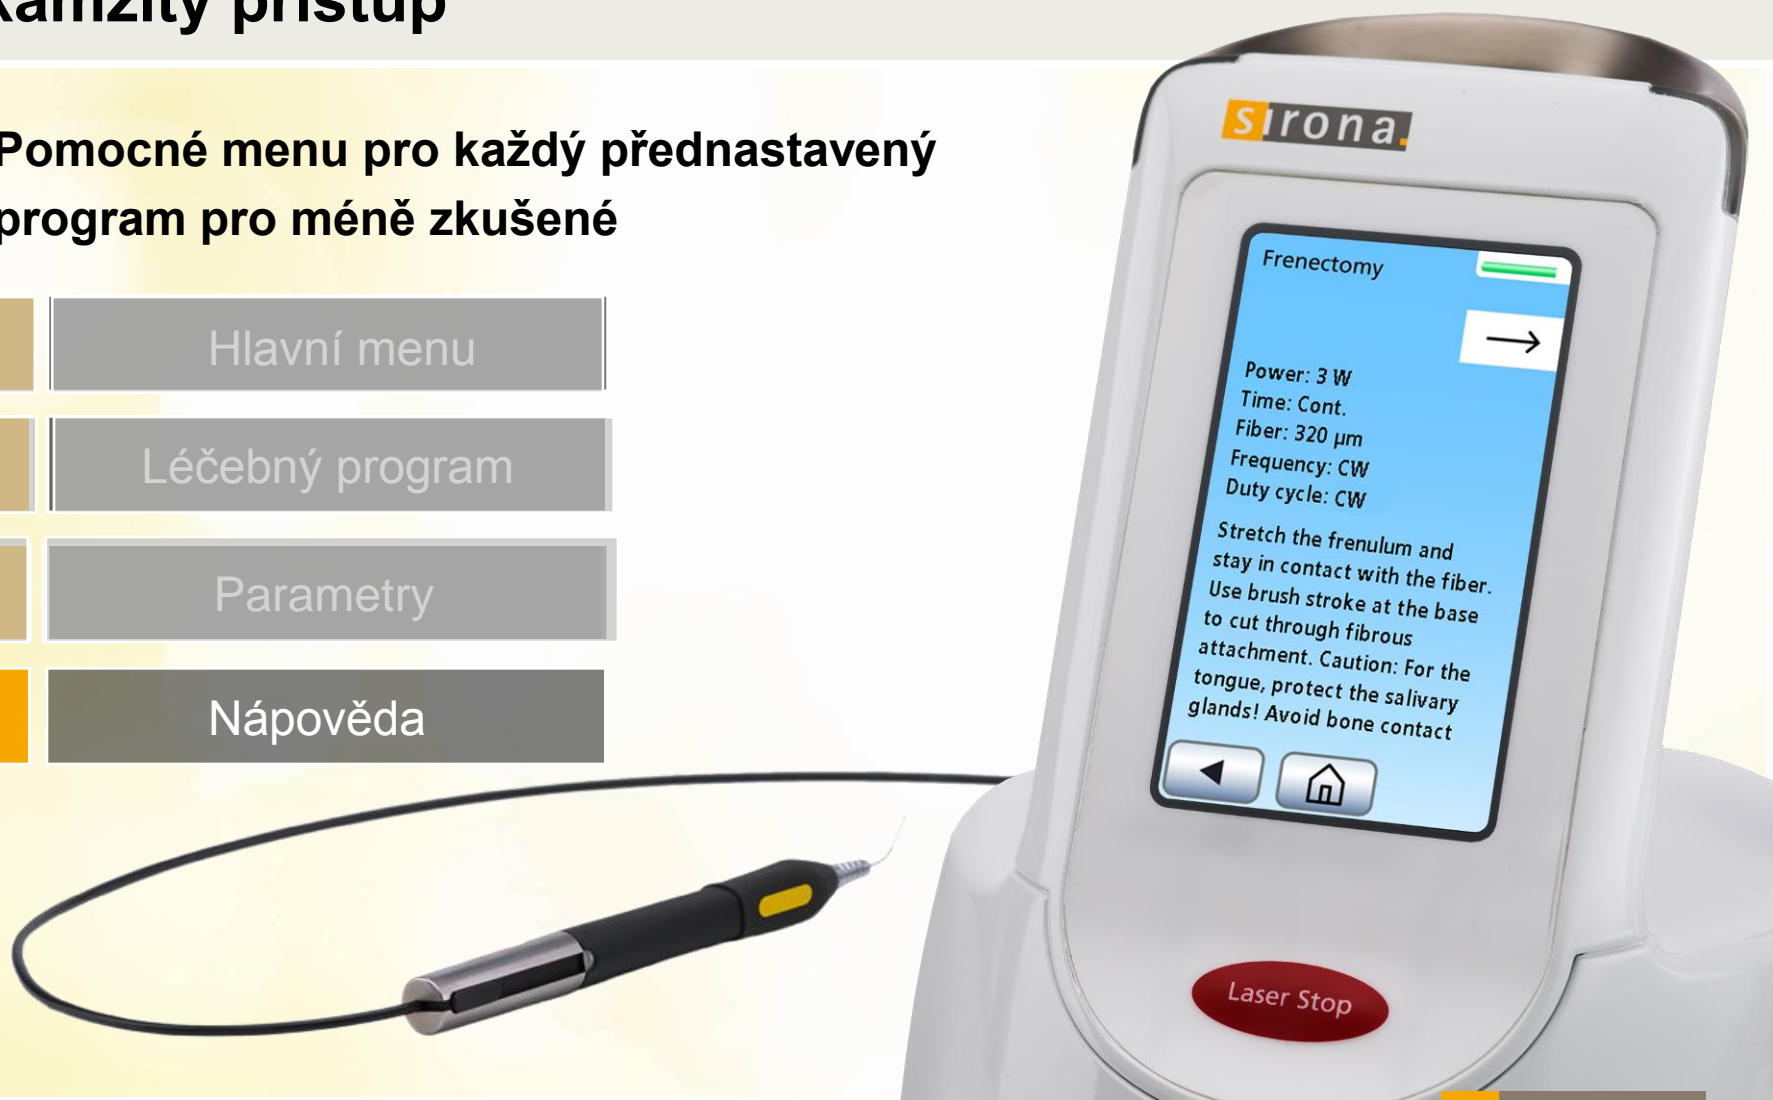 kamžitý přístup
Pomocné menu pro každý přednastavený
program pro méně zkušené
Hlavní menu
Léčebný program
Parametry
Nápověda
sirona.
Frenectomy
Power: 3 W
Time: Cont.
Fiber: 320 µm
Frequency: CW
Duty cycle: CW
Stretch the frenulum and
stay in contact with the fiber.
Use brush stroke at the base
to cut through fibrous
attachment. Caution: For the
tongue, protect the salivary
glands! Avoid bone contact
Laser Stop